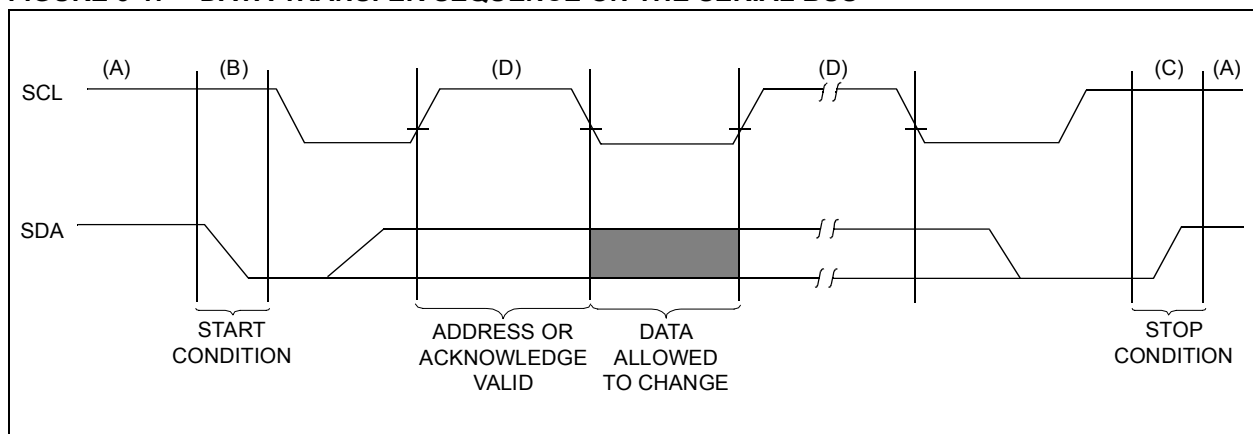 (A) (B) (D) (D) (C) (A)
SCL
SDA
START
CONDITION
ADDRESS OR
ACKNOWLEDGE
VALID
DATA
ALLOWED
TO CHANGE
STOP
CONDITION